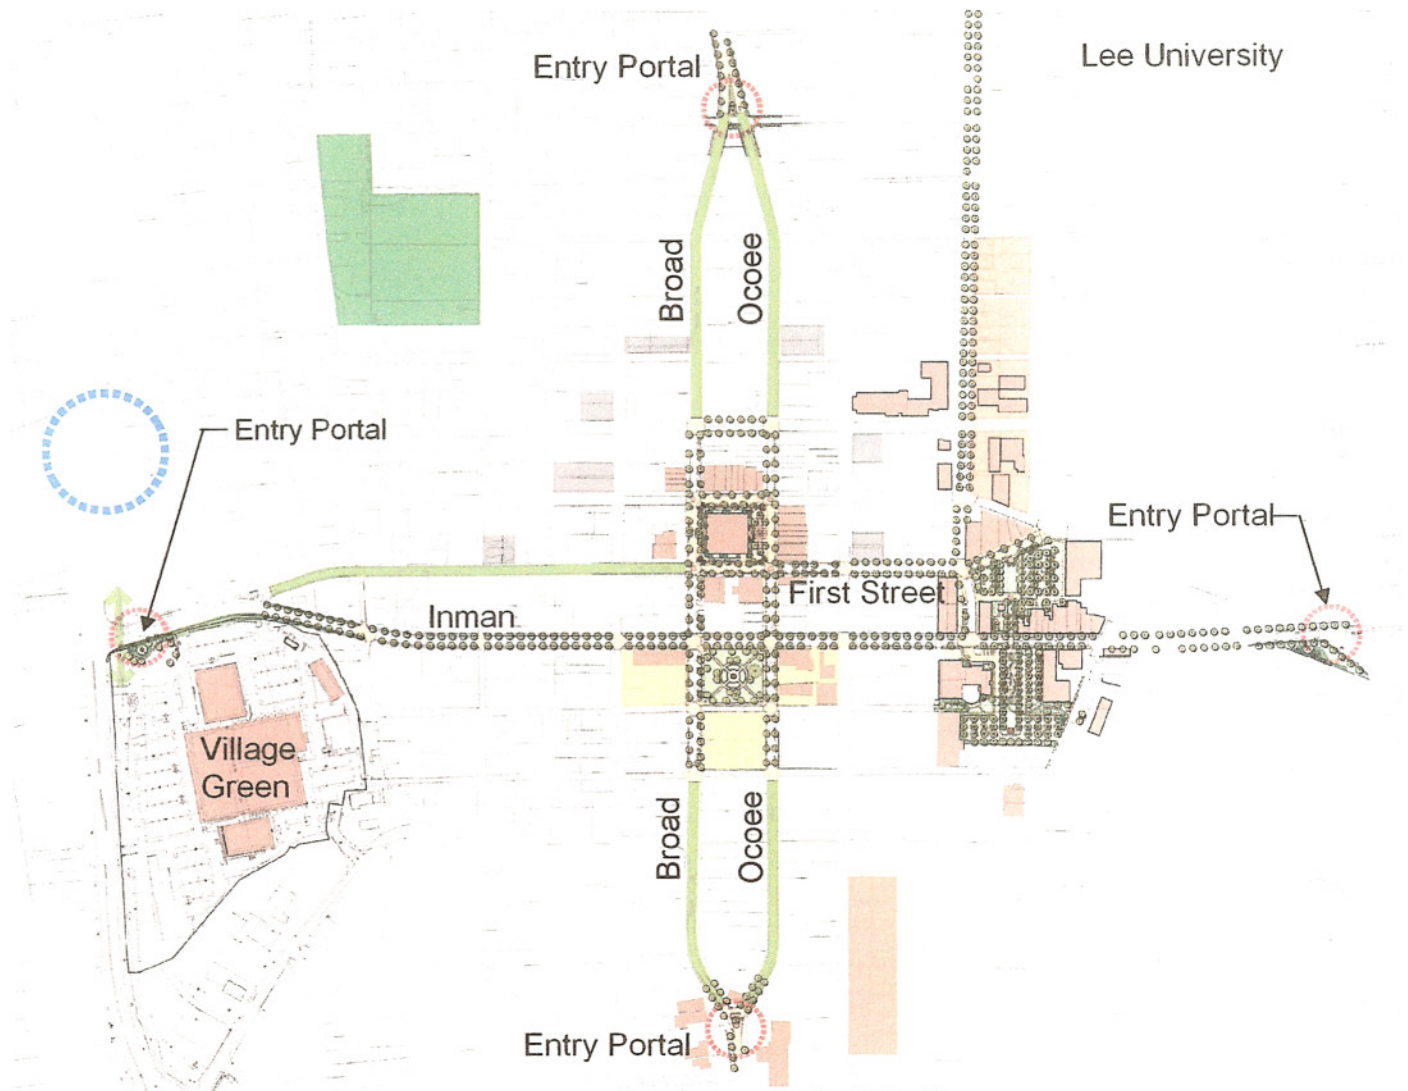 Lee University
Entry Portal
Broad
Ocoee
Entry Portal
Entry Portal
First Street
Inman
Village
Green
Broad
Ocoee
Entry Portal